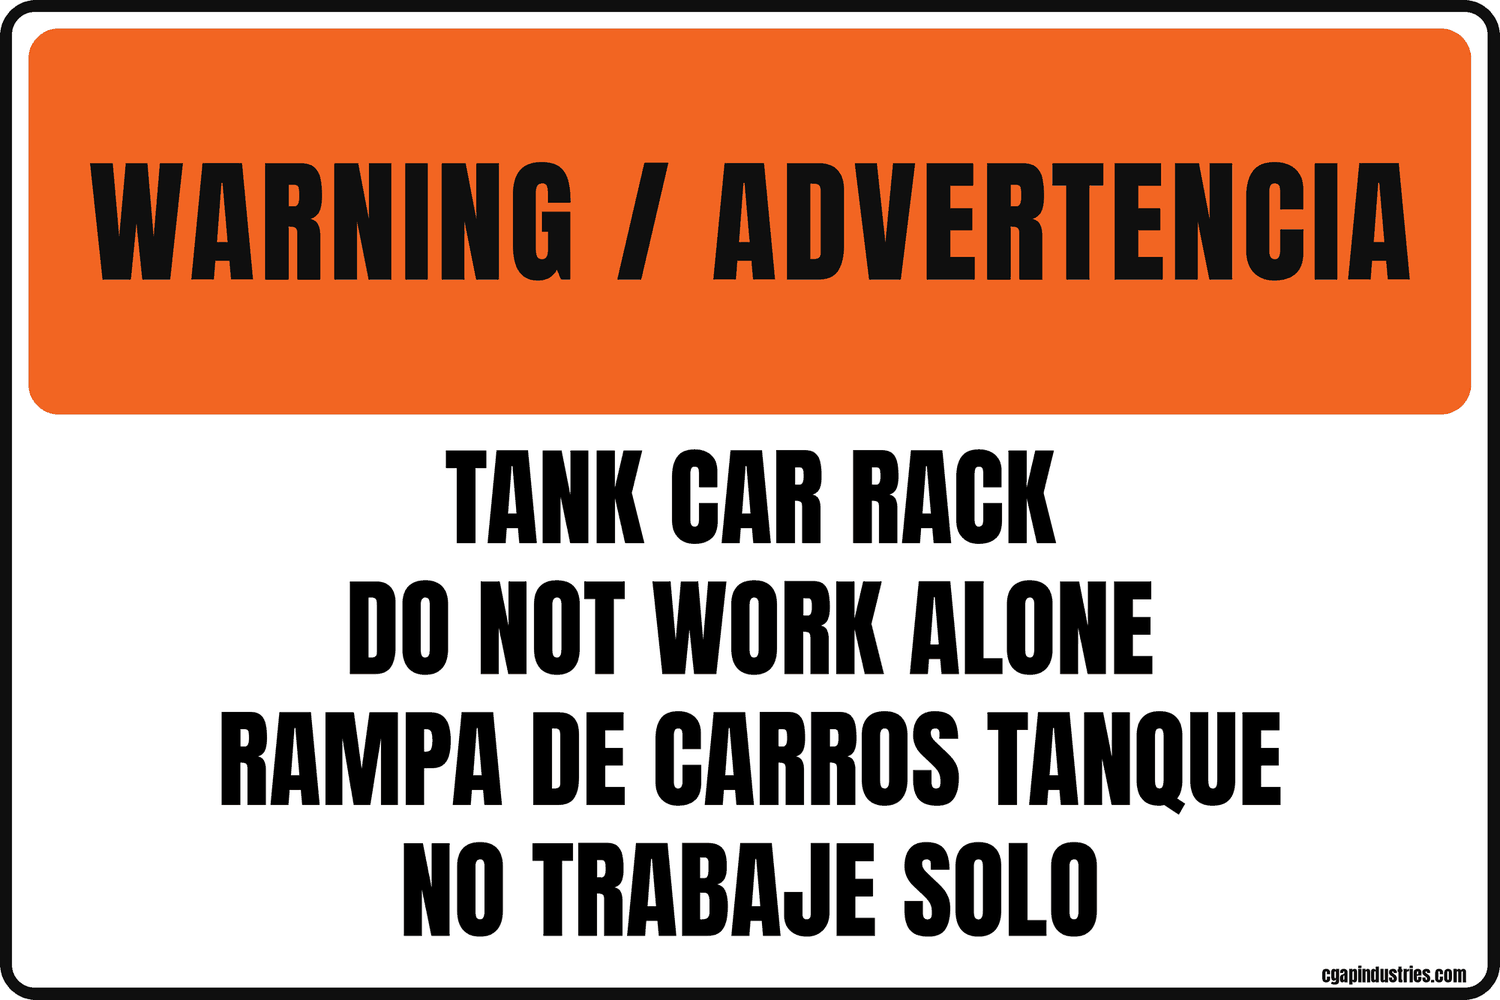 WARNING / ADVERTENCIA
TANK CAR RACK
DO NOT WORK ALONE
RAMPA DE CARROS TANQUE
NO TRABAJE SOLO
cgapindustries.com